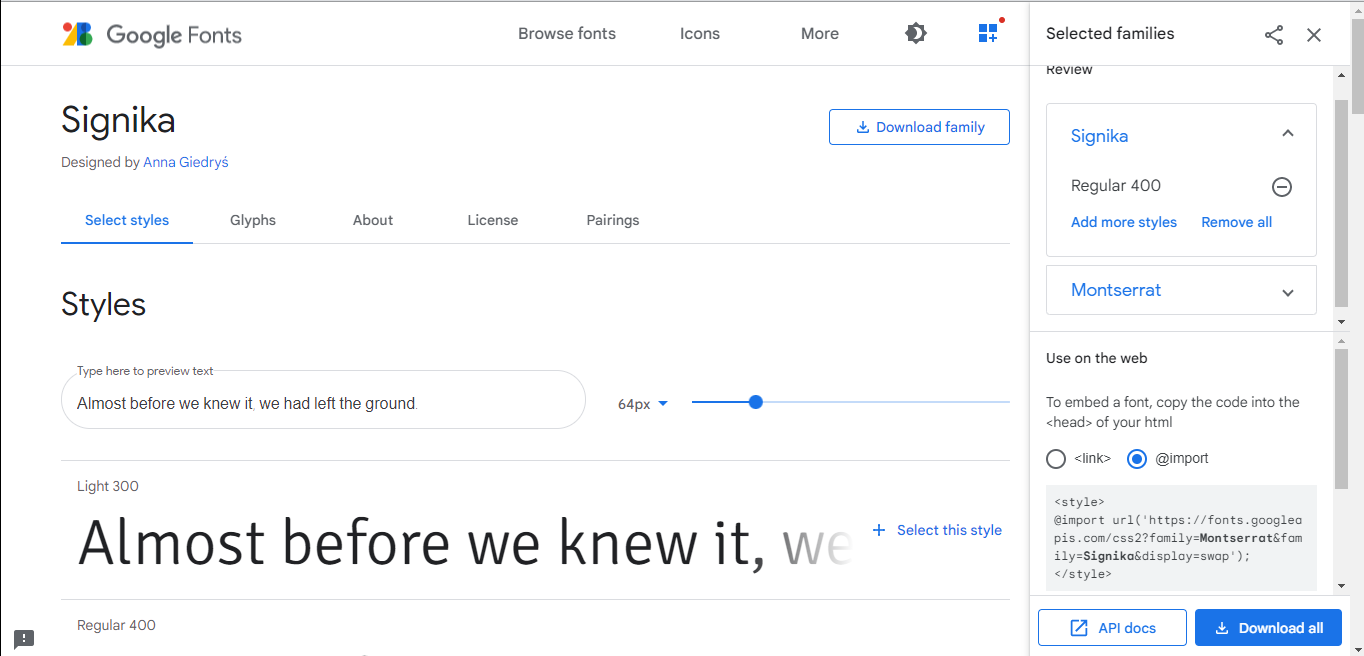 Google Fonts
Browse fonts
Icons
More
Signika
Download family
Designed by Anna Giedryś
Select styles
Glyphs
About
License
Pairings
Styles
Type here to preview text
Almost before we knew it, we had left the ground.
64px
Light 300
Almost before we knew it, we
Select this style
Regular 400
Selected families
Review
Signika
Regular 400
Add more styles
Remove all
Montserrat
Use on the web
To embed a font, copy the code into the
<head> of your html
<link>
@import
<style>
@import url('https://fonts.googlea
pis.com/css2?family=Montserrat&fam
ily=Signika&display=swap');
</style>
API docs
Download all